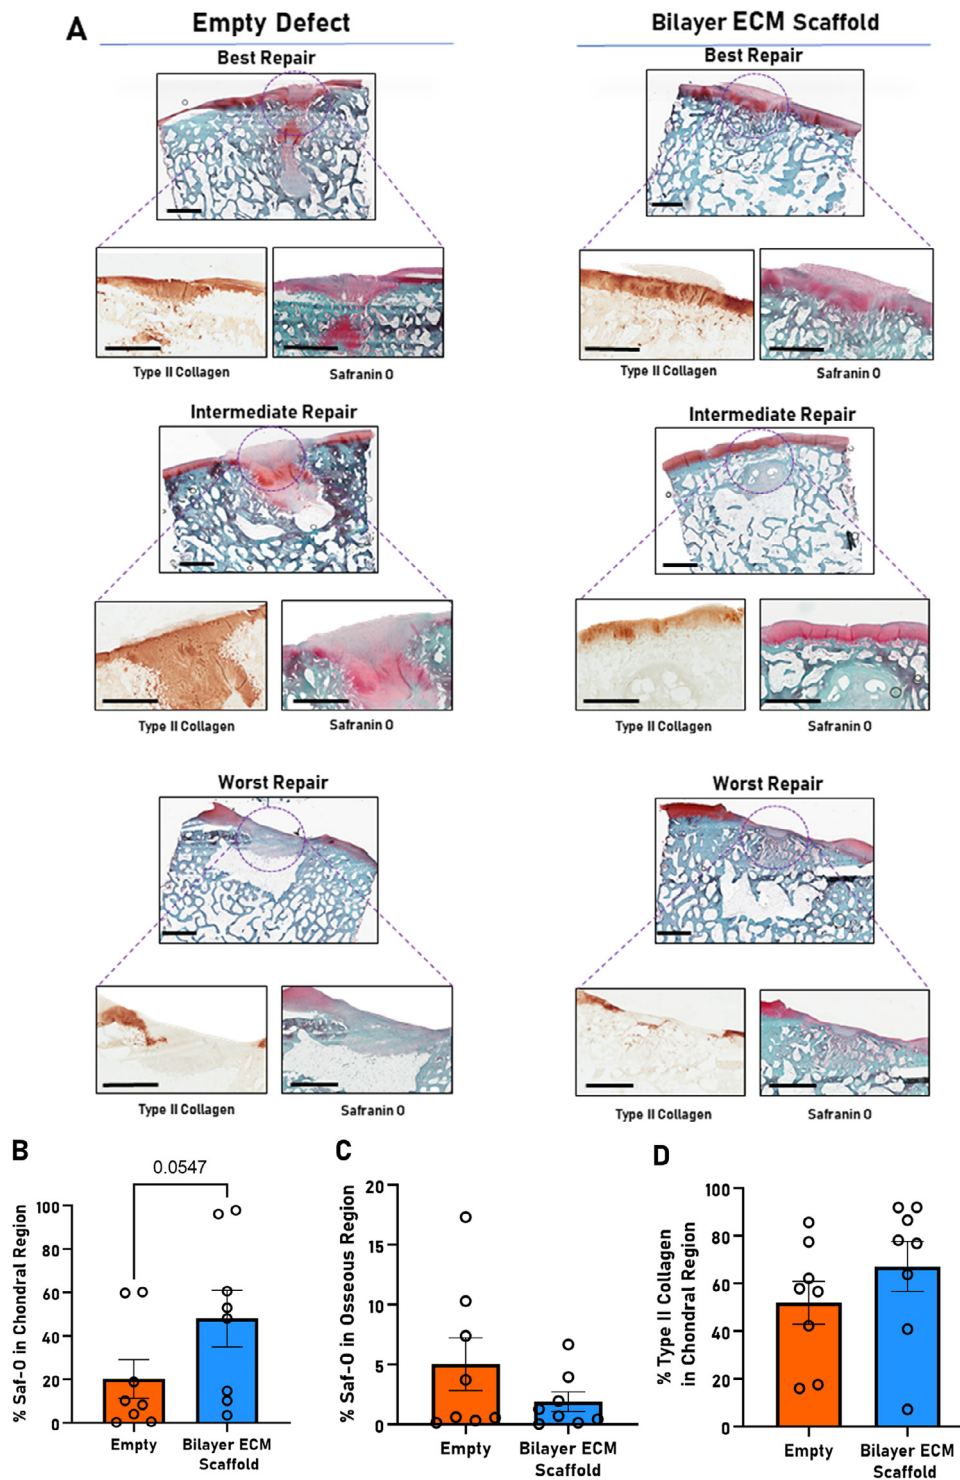 A
Empty Defect
Bilayer ECM Scaffold
Best Repair
Best Repair
Type II Collagen
Safranin O
Type II Collagen
Safranin O
Intermediate Repair
Intermediate Repair
Type II Collagen
Safranin O
Type II Collagen
Safranin O
Worst Repair
Worst Repair
Type II Collagen
Safranin O
Type II Collagen
Safranin O
B
0.0547
% Saf-O in Chondral Region
100
80
60
40
20
0
Empty
Bilayer ECM
Scaffold
C
% Saf-O in Osseous Region
20
15
10
5
0
Empty
Bilayer ECM
Scaffold
D
% Type II Collagen
in Chondral Region
100
80
60
40
20
0
Empty
Bilayer ECM
Scaffold